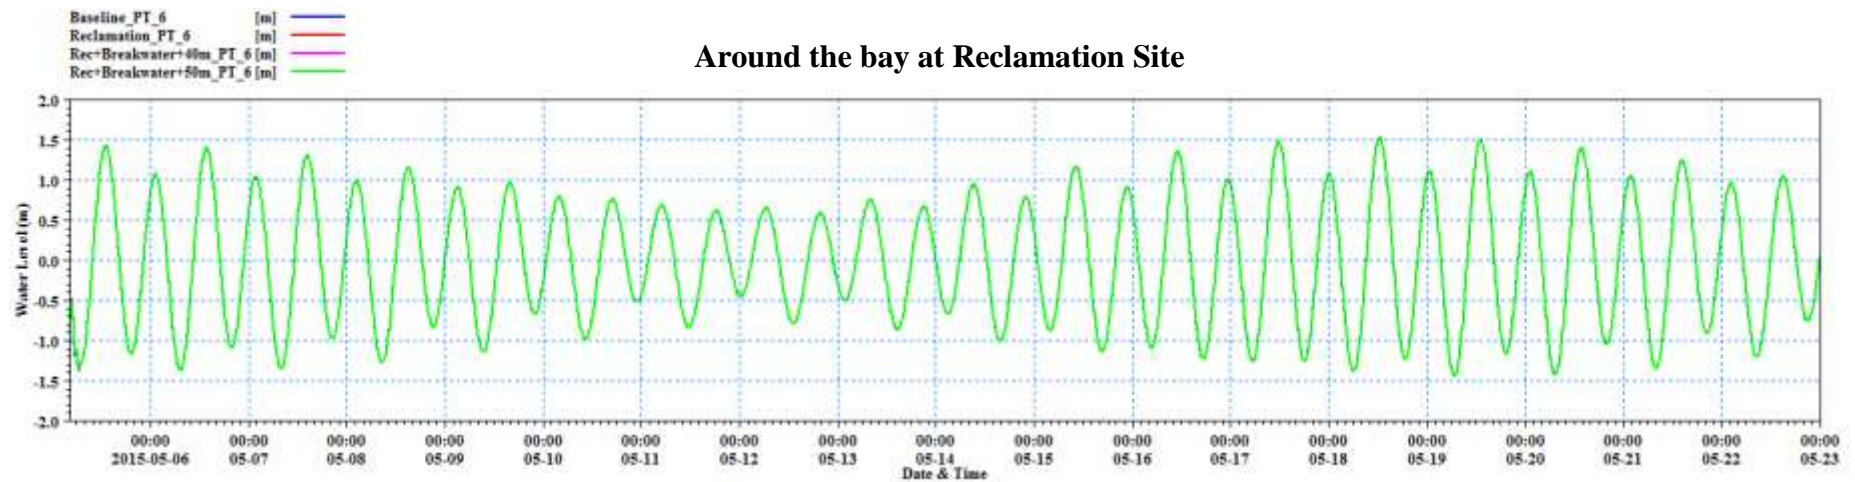 Baseline_PT_6 [m]
Reclamation_PT_6 [m]
Rec+Breakwater+40m_PT_6 [m]
Rec+Breakwater+50m_PT_6 [m]
Around the bay at Reclamation Site
2.0
1.5
1.0
0.5
0.0
-0.5
-1.0
-1.5
-2.0
Water Level (m)
00:00 00:00 00:00 00:00 00:00 00:00 00:00 00:00 00:00 00:00 00:00 00:00 00:00 00:00 00:00 00:00 00:00 00:00
2015-05-06 05-07 05-08 05-09 05-10 05-11 05-12 05-13 05-14 05-15 05-16 05-17 05-18 05-19 05-20 05-21 05-22 05-23
Date & Time